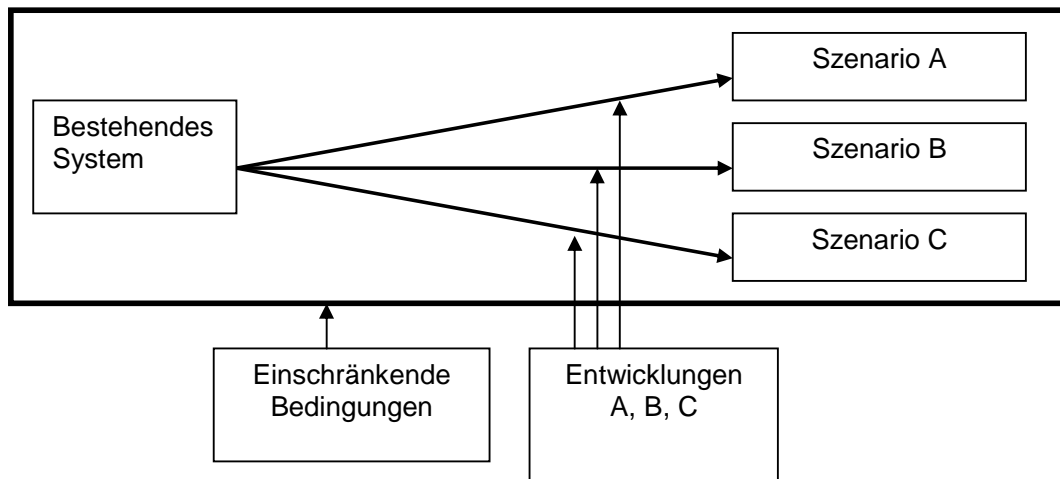 Szenario A
Bestehendes
System
Szenario B
Szenario C
Einschränkende
Bedingungen
Entwicklungen
A, B, C